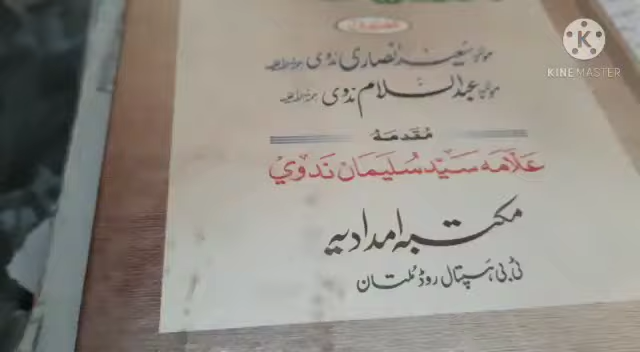 KINEMASTER
مولانا سعید انصاری ندوی
مولانا عبدالسلام ندوی
مُقدمہ
علامہ سید سلیمان ندوی
مکتبہ امدادیہ
ٹی بی ہسپتال روڈ ملتان